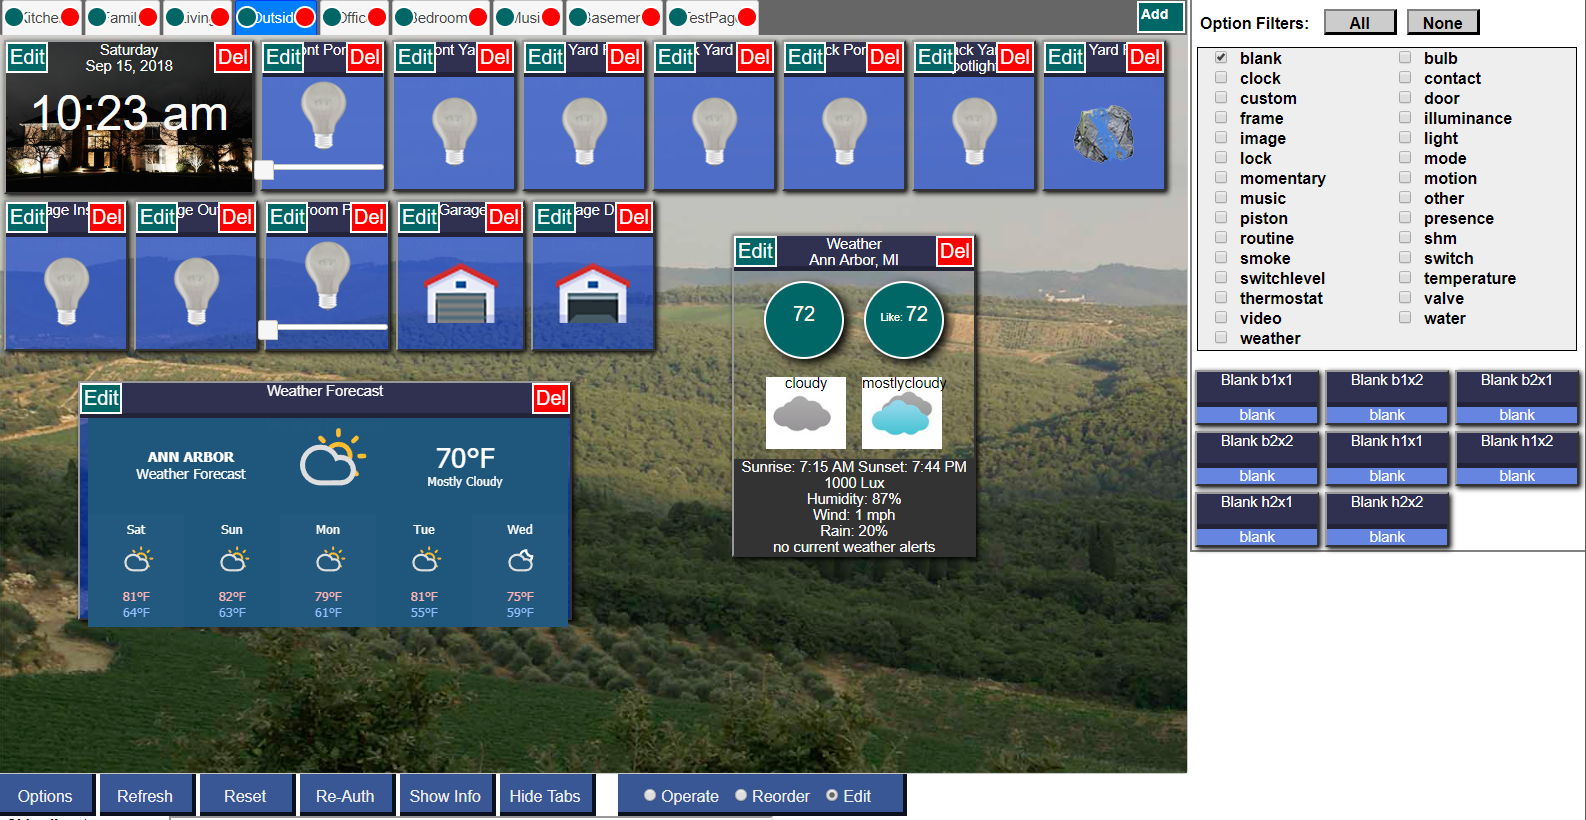 Kitche
Famil
Livin
Outsid
Offic
Bedroom
Musi
Basemer
TestPag
Add
Edit
Saturday
Sep 15, 2018
Del
10:23 am
Edit
ont Por
Del
Edit
ont Ya
Del
Edit
Yard F
Del
Edit
k Yard
Del
Edit
ck Por
Del
Edit
ack Ya
potlight
Del
Edit
Yard
Del
Edit
age Ins
Del
Edit
ge Ou
Del
Edit
room F
Del
Edit
Garage
Del
Edit
age D
Del
Edit
Weather
Ann Arbor, MI
Del
72
Like: 72
cloudy
mostlycloudy
Sunrise: 7:15 AM Sunset: 7:44 PM
1000 Lux
Humidity: 87%
Wind: 1 mph
Rain: 20%
no current weather alerts
Edit
Weather Forecast
Del
ANN ARBOR
Weather Forecast
70°F
Mostly Cloudy
Sat Sun Mon Tue Wed
81°F 82°F 79°F 81°F 75°F
64°F 63°F 61°F 55°F 59°F
Options
Refresh
Reset
Re-Auth
Show Info
Hide Tabs
Operate
Reorder
Edit
Option Filters:
All
None
blank bulb
clock contact
custom door
frame illuminance
image light
lock mode
momentary motion
music other
piston presence
routine shm
smoke switch
switchlevel temperature
thermostat valve
video water
weather
Blank b1x1 Blank b1x2 Blank b2x1
blank blank blank
Blank b2x2 Blank h1x1 Blank h1x2
blank blank blank
Blank h2x1 Blank h2x2
blank blank